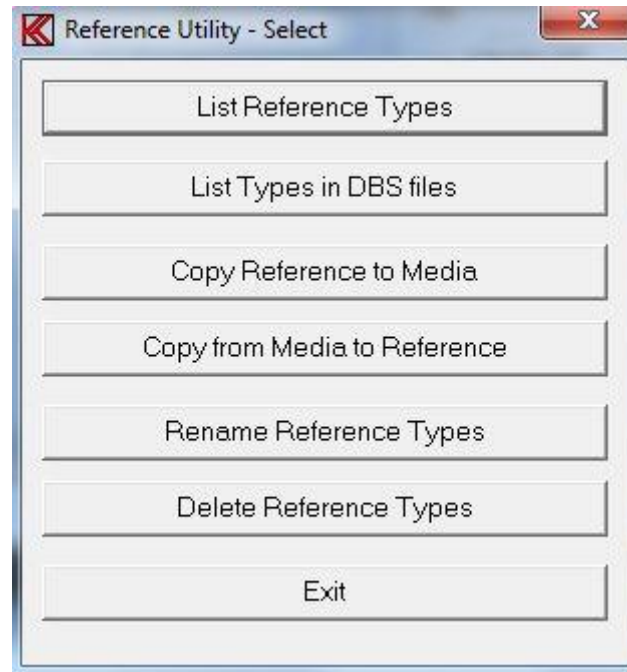 Reference Utility - Select
List Reference Types
List Types in DBS files
Copy Reference to Media
Copy from Media to Reference
Rename Reference Types
Delete Reference Types
Exit